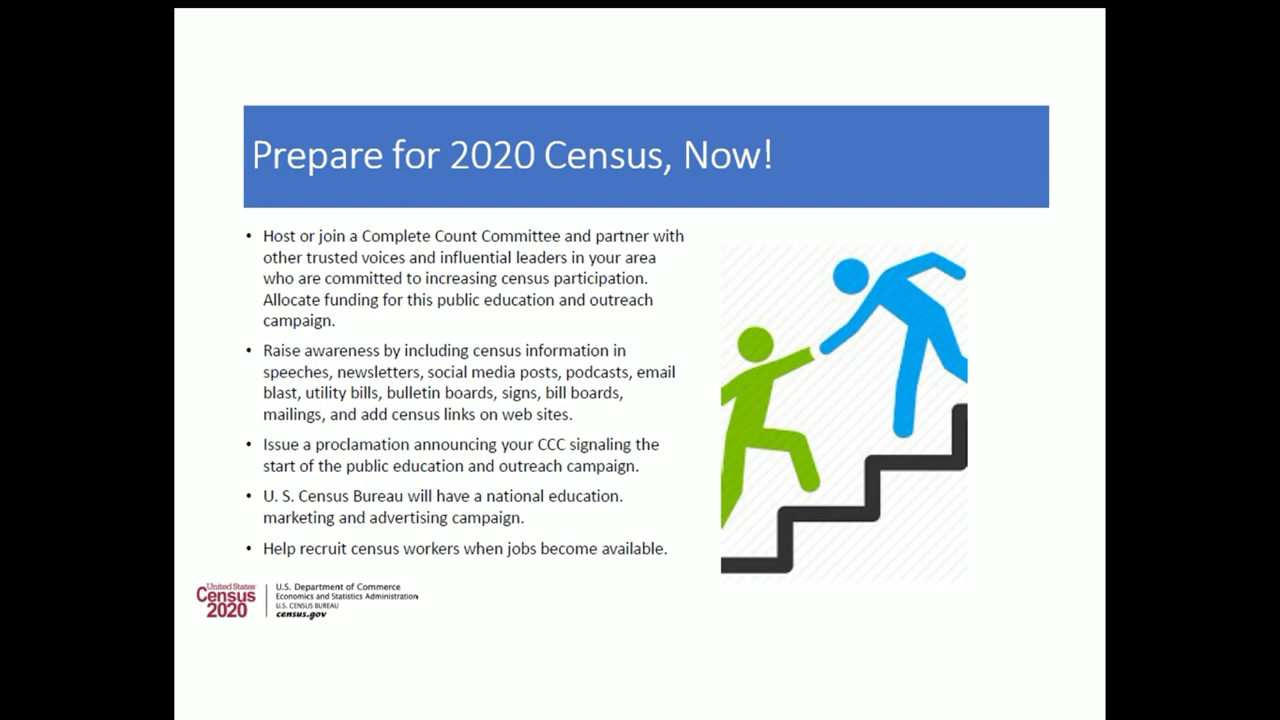 Prepare for 2020 Census, Now!
• Host or join a Complete Count Committee and partner with
other trusted voices and influential leaders in your area
who are committed to increasing census participation.
Allocate funding for this public education and outreach
campaign.
• Raise awareness by including census information in
speeches, newsletters, social media posts, podcasts, email
blast, utility bills, bulletin boards, signs, bill boards,
mailings, and add census links on web sites.
• Issue a proclamation announcing your CCC signaling the
start of the public education and outreach campaign.
• U. S. Census Bureau will have a national education.
marketing and advertising campaign.
• Help recruit census workers when jobs become available.
United States
Census
2020
U.S. Department of Commerce
Economics and Statistics Administration
U.S. CENSUS BUREAU
census.gov